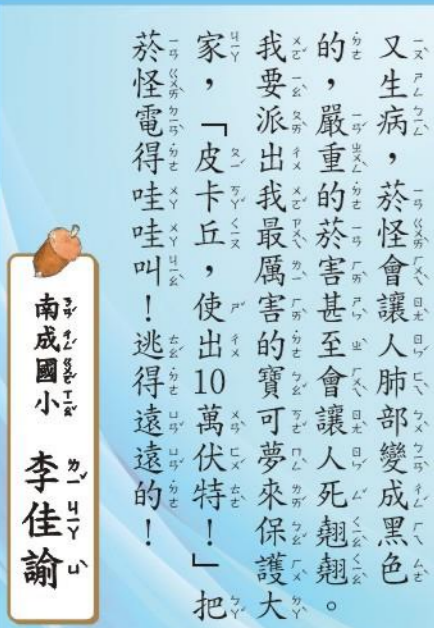 又生病，菸怪會讓人肺部變成黑色
的，嚴重的菸害甚至會讓人死翹翹。
我要派出我最厲害的寶可夢來保護大
家，「皮卡丘，使出10萬伏特！」把
菸怪電得哇哇叫！逃得遠遠的！
南成國小 李佳諭